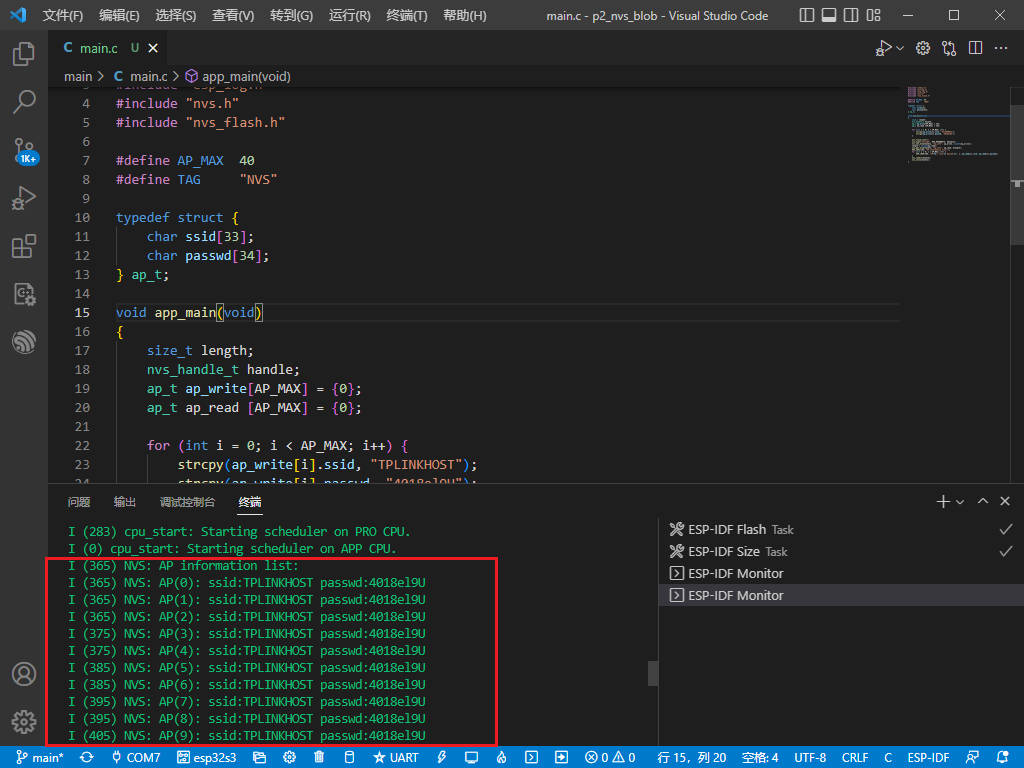 文件(F) 编辑(E) 选择(S) 查看(V) 转到(G) 运行(R) 终端(T) 帮助(H) main.c - p2_nvs_blob - Visual Studio Code
C main.c U
main > C main.c > app_main(void)
4 #include "nvs.h"
5 #include "nvs_flash.h"
6
7 #define AP_MAX 40
8 #define TAG "NVS"
9
10 typedef struct {
11 char ssid[33];
12 char passwd[34];
13 } ap_t;
14
15 void app_main(void)
16 {
17 size_t length;
18 nvs_handle_t handle;
19 ap_t ap_write[AP_MAX] = {0};
20 ap_t ap_read [AP_MAX] = {0};
21
22 for (int i = 0; i < AP_MAX; i++) {
23 strcpy(ap_write[i].ssid, "TPLINKHOST");
24 strcpy(ap_write[i].passwd, "4018el9U");
1K+
问题 输出 调试控制台 终端
I (283) cpu_start: Starting scheduler on PRO CPU.
I (0) cpu_start: Starting scheduler on APP CPU.
I (365) NVS: AP information list:
I (365) NVS: AP(0): ssid:TPLINKHOST passwd:4018el9U
I (365) NVS: AP(1): ssid:TPLINKHOST passwd:4018el9U
I (365) NVS: AP(2): ssid:TPLINKHOST passwd:4018el9U
I (375) NVS: AP(3): ssid:TPLINKHOST passwd:4018el9U
I (375) NVS: AP(4): ssid:TPLINKHOST passwd:4018el9U
I (385) NVS: AP(5): ssid:TPLINKHOST passwd:4018el9U
I (385) NVS: AP(6): ssid:TPLINKHOST passwd:4018el9U
I (395) NVS: AP(7): ssid:TPLINKHOST passwd:4018el9U
I (395) NVS: AP(8): ssid:TPLINKHOST passwd:4018el9U
I (405) NVS: AP(9): ssid:TPLINKHOST passwd:4018el9U
ESP-IDF Flash Task
ESP-IDF Size Task
ESP-IDF Monitor
ESP-IDF Monitor
main* COM7 esp32s3 UART 0 0 行 15，列 20 空格: 4 UTF-8 CRLF C ESP-IDF